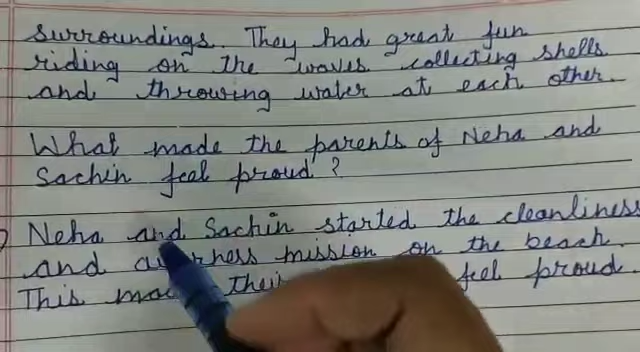 surroundings. They had great fun
riding on the waves collecting shells
and throwing water at each other.
What made the parents of Neha and
Sachin feel proud?
Neha and Sachin started the cleanliness
and mission on the beach.
This feel proud.